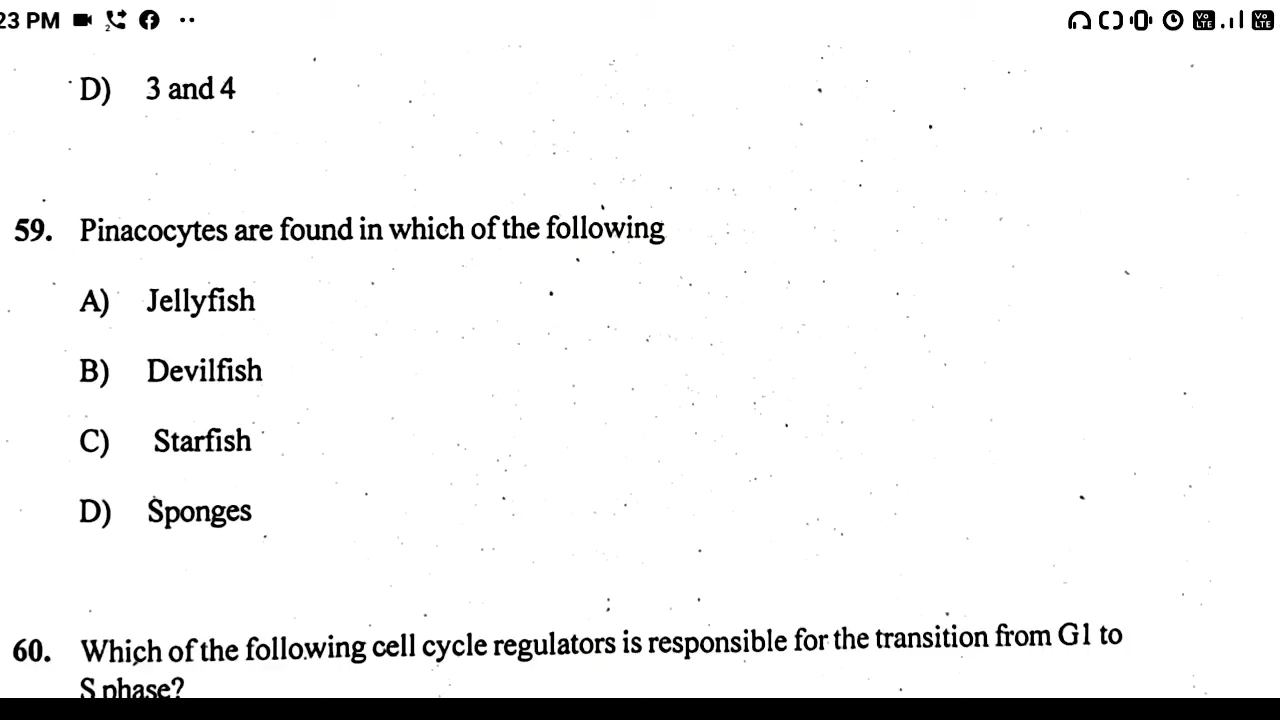 23 PM
D) 3 and 4
59. Pinacocytes are found in which of the following
A) Jellyfish
B) Devilfish
C) Starfish
D) Sponges
60. Which of the following cell cycle regulators is responsible for the transition from G1 to
S phase?